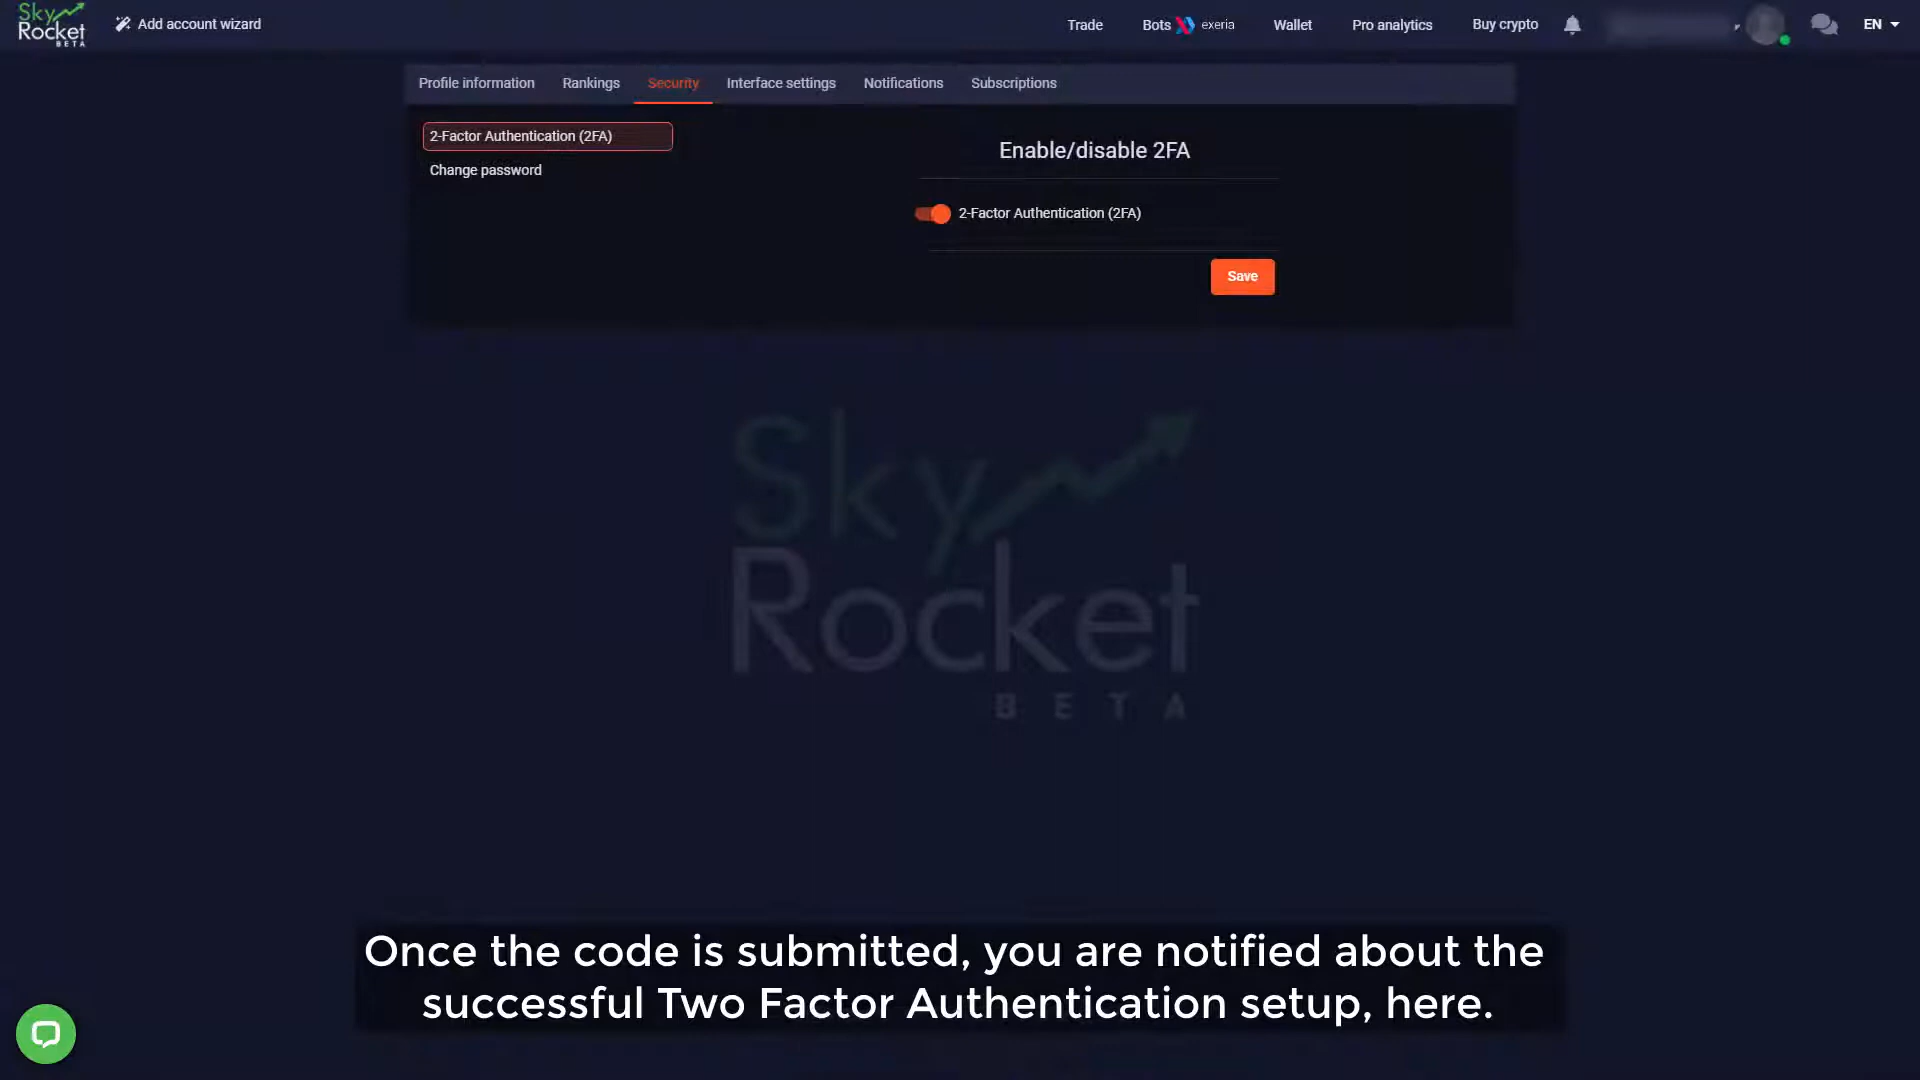 Sky
Rocket
BETA
Add account wizard
Trade
Bots
exeria
Wallet
Pro analytics
Buy crypto
EN
Profile information
Rankings
Security
Interface settings
Notifications
Subscriptions
2-Factor Authentication (2FA)
Change password
Enable/disable 2FA
2-Factor Authentication (2FA)
Save
Sky
Rocket
BETA
Once the code is submitted, you are notified about the
successful Two Factor Authentication setup, here.